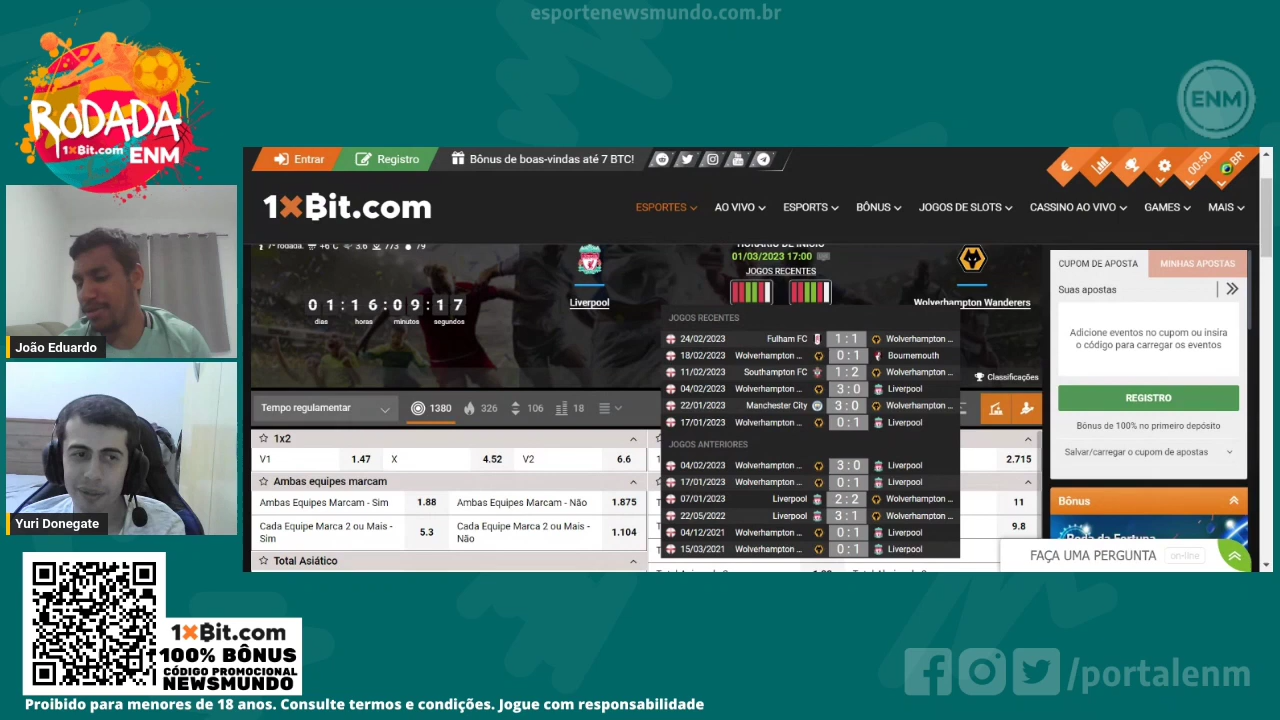 esportenewsmundo.com.br
RODADA
1xBit.com
ENM
ENM
Entrar
Registro
Bônus de boas-vindas até 7 BTC!
€
00:50
BR
1xBit.com
ESPORTES
AO VIVO
ESPORTS
BÔNUS
JOGOS DE SLOTS
CASSINO AO VIVO
GAMES
MAIS
7ª rodada. +6°C 3.6 773 79
HORÁRIO DE INÍCIO
01/03/2023 17:00
JOGOS RECENTES
01:16:09:17
dias horas minutos segundos
Liverpool
Wolverhampton Wanderers
JOGOS RECENTES
24/02/2023 Fulham FC 1:1 Wolverhampton ...
18/02/2023 Wolverhampton ... 0:1 Bournemouth
11/02/2023 Southampton FC 1:2 Wolverhampton ...
04/02/2023 Wolverhampton ... 3:0 Liverpool
22/01/2023 Manchester City 3:0 Wolverhampton ...
17/01/2023 Wolverhampton ... 0:1 Liverpool
JOGOS ANTERIORES
04/02/2023 Wolverhampton ... 3:0 Liverpool
17/01/2023 Wolverhampton ... 0:1 Liverpool
07/01/2023 Liverpool 2:2 Wolverhampton ...
22/05/2022 Liverpool 3:1 Wolverhampton ...
04/12/2021 Wolverhampton ... 0:1 Liverpool
15/03/2021 Wolverhampton ... 0:1 Liverpool
Classificações
Tempo regulamentar
1380 326 106 18
1x2
V1 1.47 X 4.52 V2 6.6
Ambas equipes marcam
Ambas Equipes Marcam - Sim 1.88 Ambas Equipes Marcam - Não 1.875
Cada Equipe Marca 2 ou Mais - Sim 5.3 Cada Equipe Marca 2 ou Mais - Não 1.104
Total Asiático
2.715
11
9.8
CUPOM DE APOSTA
MINHAS APOSTAS
Suas apostas
Adicione eventos no cupom ou insira
o código para carregar os eventos
REGISTRO
Bônus de 100% no primeiro depósito
Salvar/carregar o cupom de apostas
Bônus
Roda da Fortuna
FAÇA UMA PERGUNTA on-line
João Eduardo
Yuri Donegate
1xBit.com
100% BÔNUS
CÓDIGO PROMOCIONAL
NEWSMUNDO
/portalenm
Proibido para menores de 18 anos. Consulte termos e condições. Jogue com responsabilidade